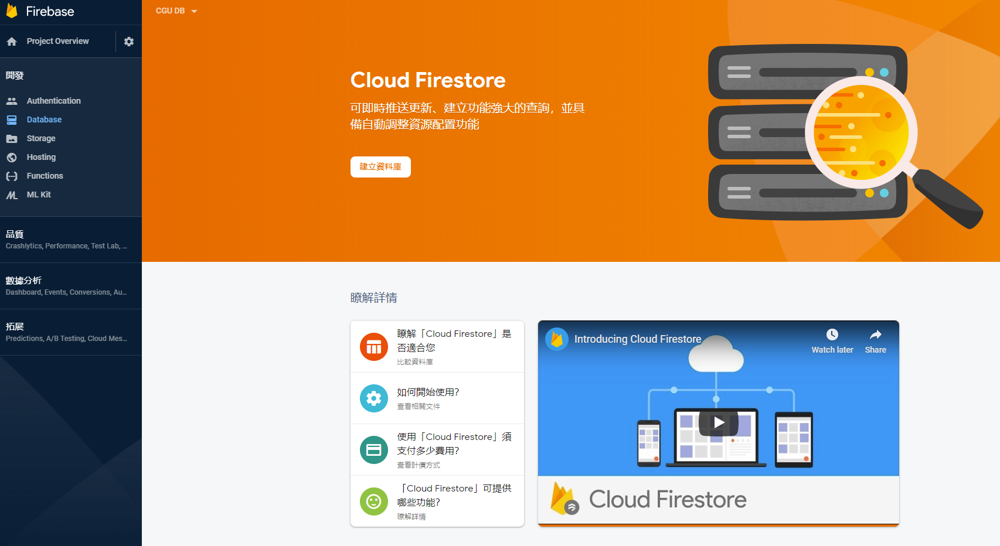 Firebase
Project Overview
開發
Authentication
Database
Storage
Hosting
Functions
ML Kit
品質
Crashlytics, Performance, Test Lab, ...
數據分析
Dashboard, Events, Conversions, Au...
拓展
Predictions, A/B Testing, Cloud Mes...
CGU DB
Cloud Firestore
可即時推送更新、建立功能強大的查詢，並具
備自動調整資源配置功能
建立資料庫
瞭解詳情
瞭解「Cloud Firestore」是
否適合您
比較資料庫
如何開始使用?
查看相關文件
使用「Cloud Firestore」須
支付多少費用?
查看計價方式
「Cloud Firestore」可提供
哪些功能?
瞭解詳情
Introducing Cloud Firestore
Watch later
Share
Cloud Firestore